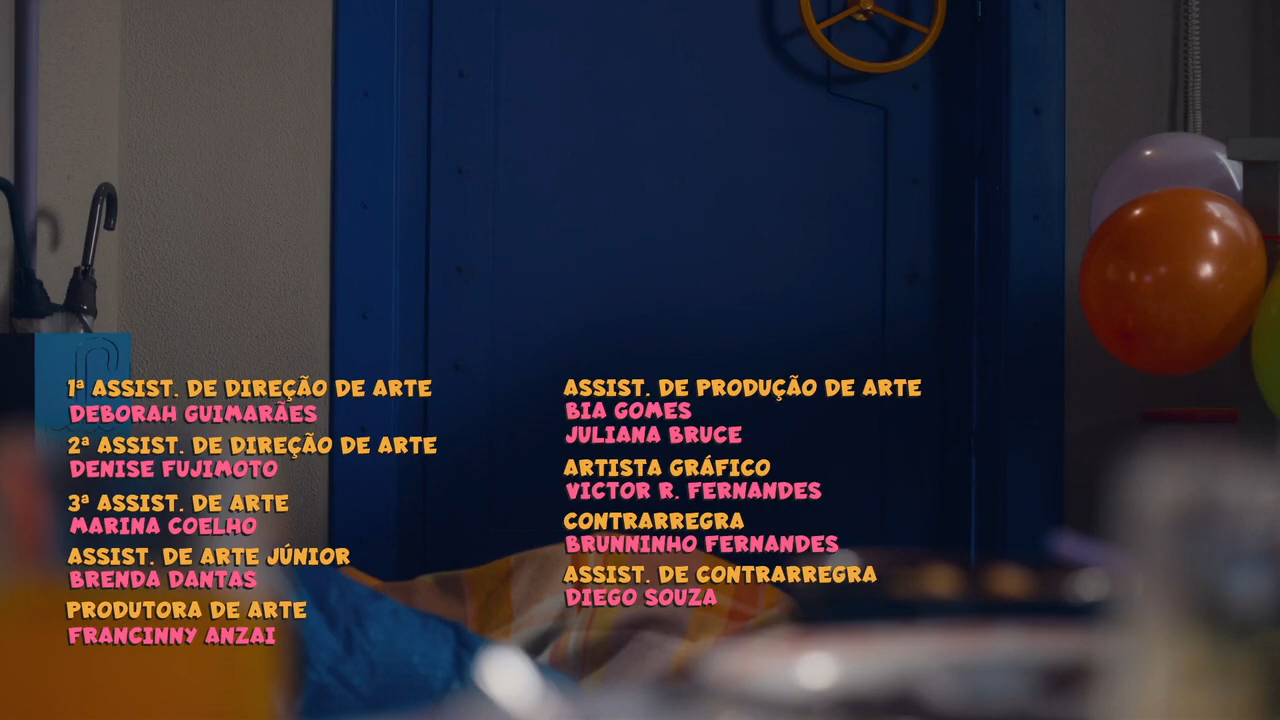 1ª ASSIST. DE DIREÇÃO DE ARTE
DEBORAH GUIMARÃES
2ª ASSIST. DE DIREÇÃO DE ARTE
DENISE FUJIMOTO
3ª ASSIST. DE ARTE
MARINA COELHO
ASSIST. DE ARTE JÚNIOR
BRENDA DANTAS
PRODUTORA DE ARTE
FRANCINNY ANZAI
ASSIST. DE PRODUÇÃO DE ARTE
BIA GOMES
JULIANA BRUCE
ARTISTA GRÁFICO
VICTOR R. FERNANDES
CONTRARREGRA
BRUNNINHO FERNANDES
ASSIST. DE CONTRARREGRA
DIEGO SOUZA